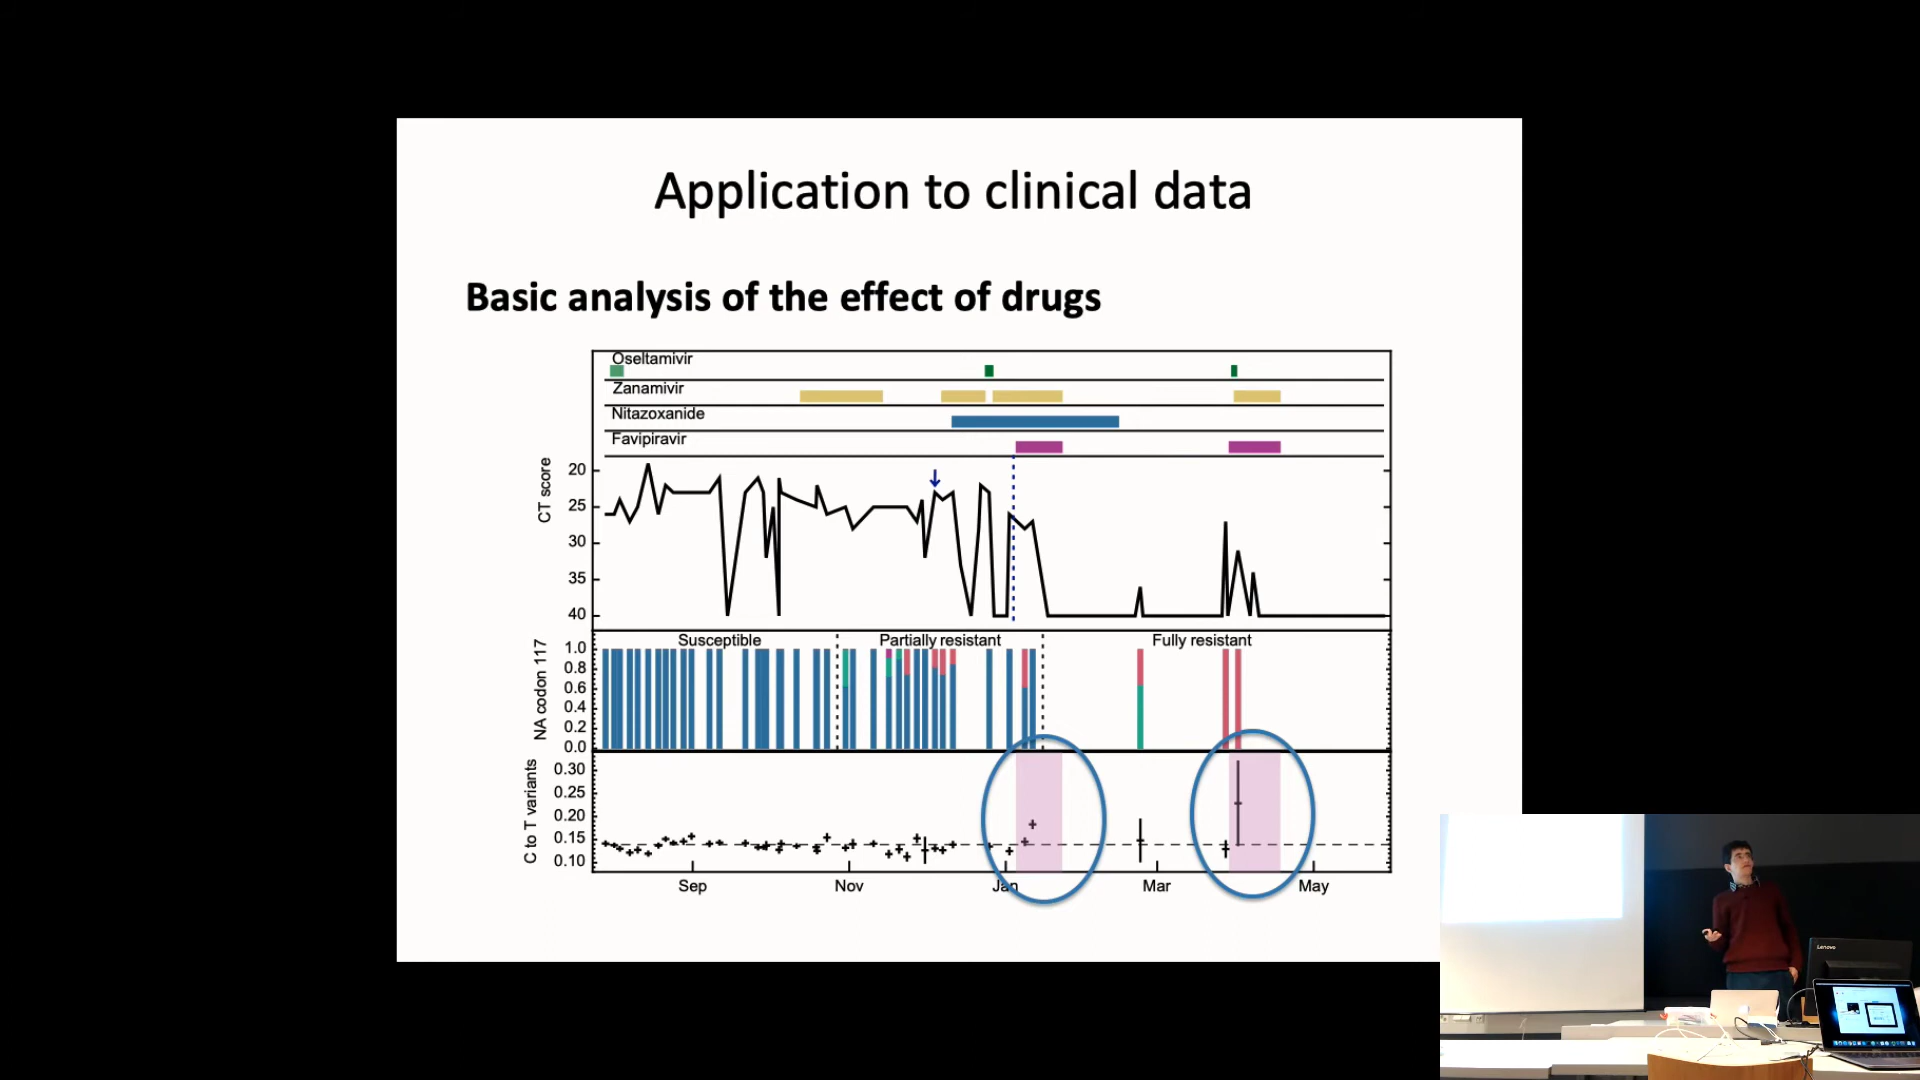 Application to clinical data
Basic analysis of the effect of drugs
Oseltamivir
Zanamivir
Nitazoxanide
Favipiravir
CT score
20
25
30
35
40
Susceptible
Partially resistant
Fully resistant
NA codon 117
1.0
0.8
0.6
0.4
0.2
0.0
C to T variants
0.30
0.25
0.20
0.15
0.10
Sep
Nov
Jan
Mar
May
Lenovo